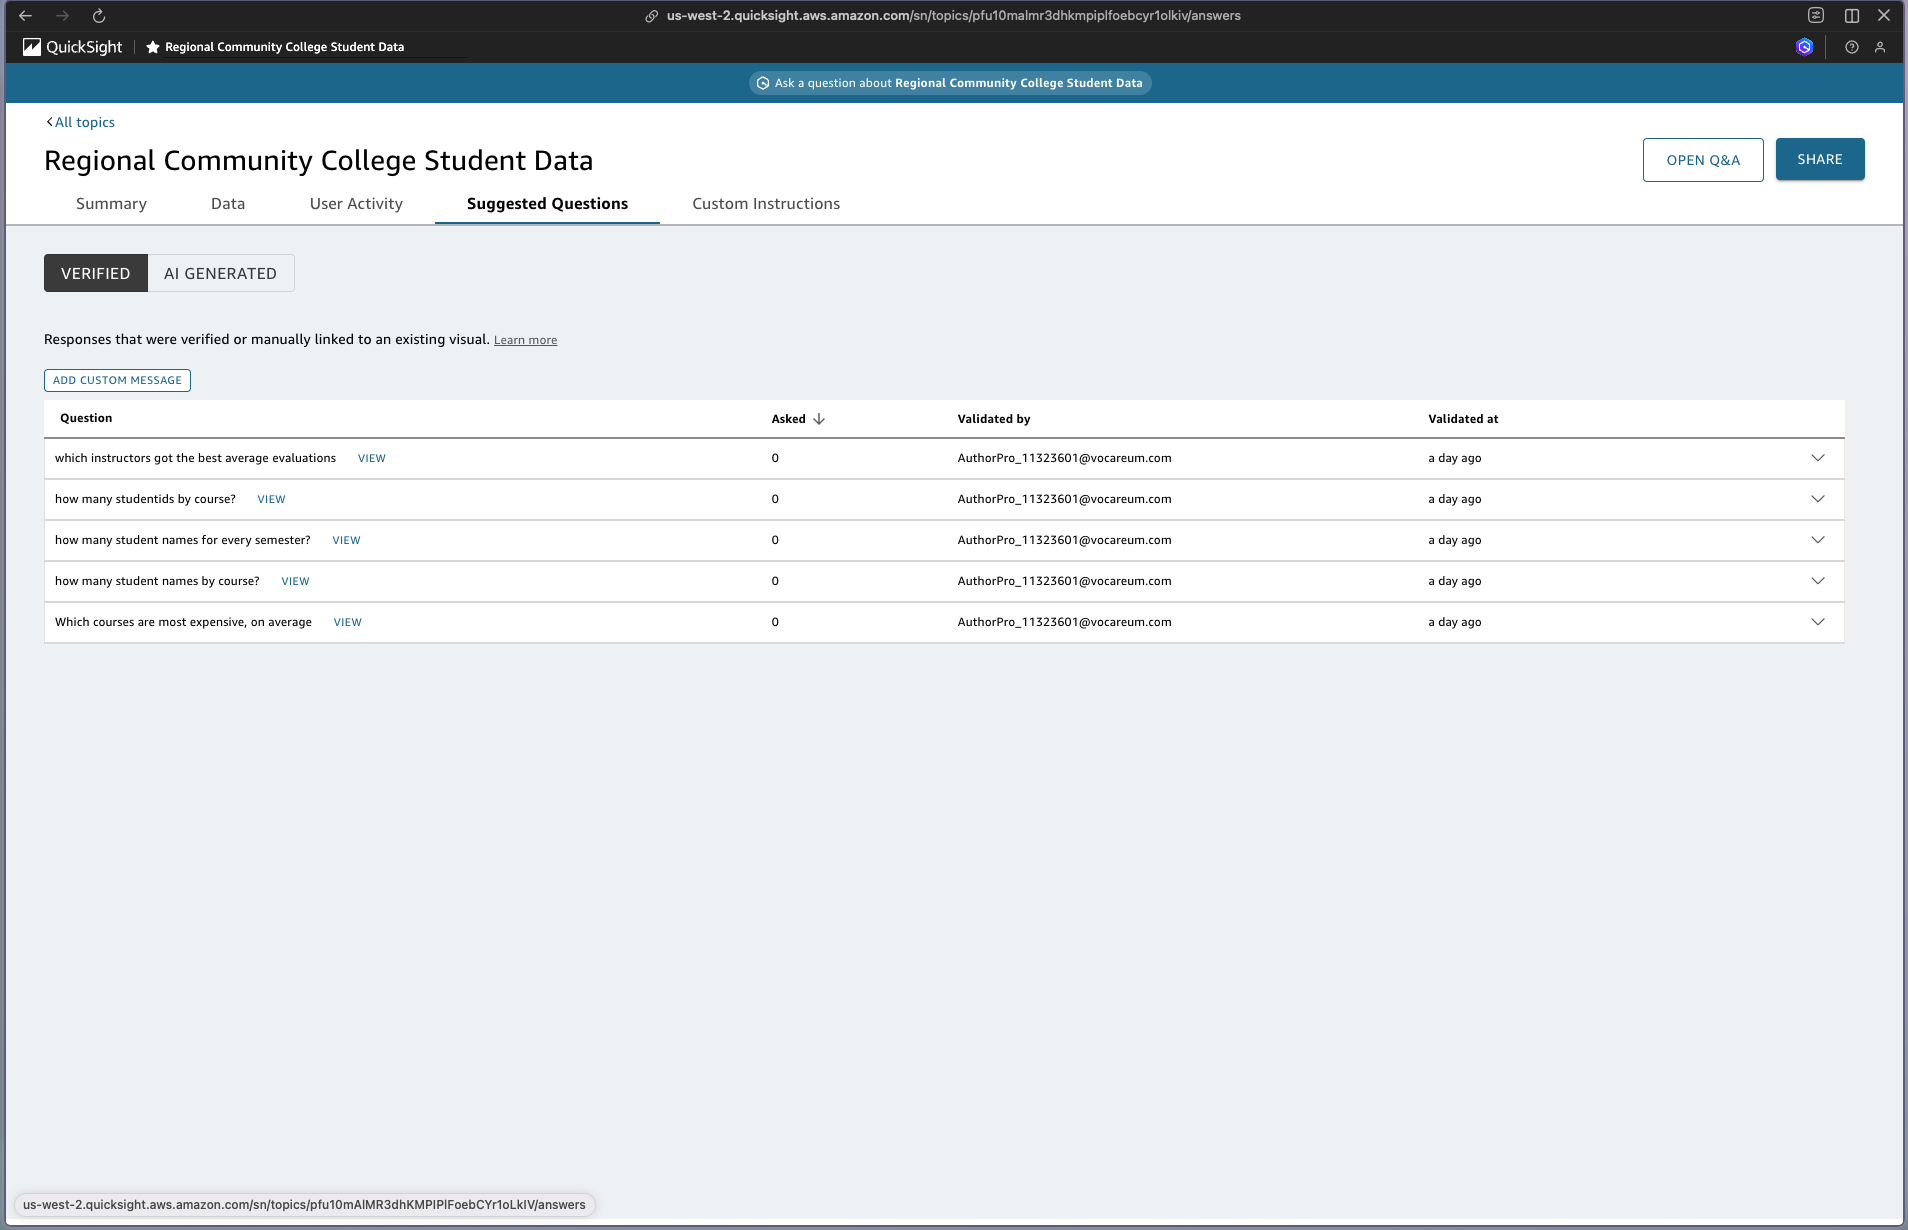 us-west-2.quicksight.aws.amazon.com/sn/topics/pfu10malmr3dhkmpiplfoebcyr1olkiv/answers
QuickSight Regional Community College Student Data
Ask a question about Regional Community College Student Data
All topics
Regional Community College Student Data
OPEN Q&A SHARE
Summary Data User Activity Suggested Questions Custom Instructions
VERIFIED AI GENERATED
Responses that were verified or manually linked to an existing visual. Learn more
ADD CUSTOM MESSAGE
Question Asked Validated by Validated at
which instructors got the best average evaluations VIEW 0 AuthorPro_11323601@vocareum.com a day ago
how many studentids by course? VIEW 0 AuthorPro_11323601@vocareum.com a day ago
how many student names for every semester? VIEW 0 AuthorPro_11323601@vocareum.com a day ago
how many student names by course? VIEW 0 AuthorPro_11323601@vocareum.com a day ago
Which courses are most expensive, on average VIEW 0 AuthorPro_11323601@vocareum.com a day ago
us-west-2.quicksight.aws.amazon.com/sn/topics/pfu10mAlMR3dhKMPIPlFoebCYr1oLkIV/answers